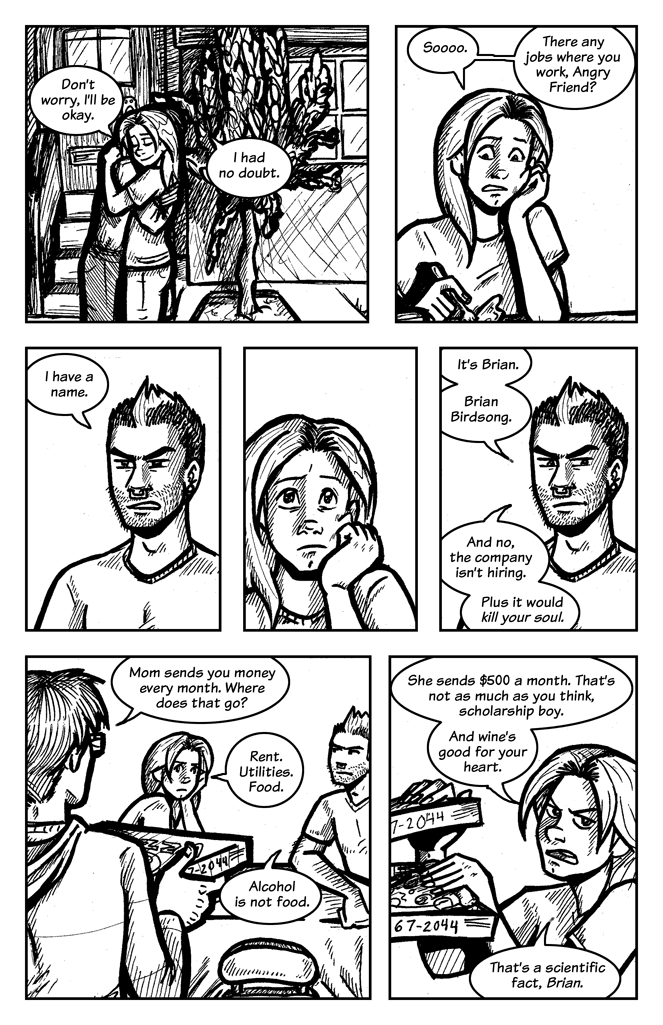 Don't
worry, I'll be
okay.
I had
no doubt.
Soooo.
There any
jobs where you
work, Angry
Friend?
I have a
name.
It's Brian.
Brian
Birdsong.
And no,
the company
isn't hiring.
Plus it would
kill your soul.
Mom sends you money
every month. Where
does that go?
Rent.
Utilities.
Food.
7-2044
Alcohol
is not food.
She sends $500 a month. That's
not as much as you think,
scholarship boy.
And wine's
good for your
heart.
7-2044
67-2044
That's a scientific
fact, Brian.